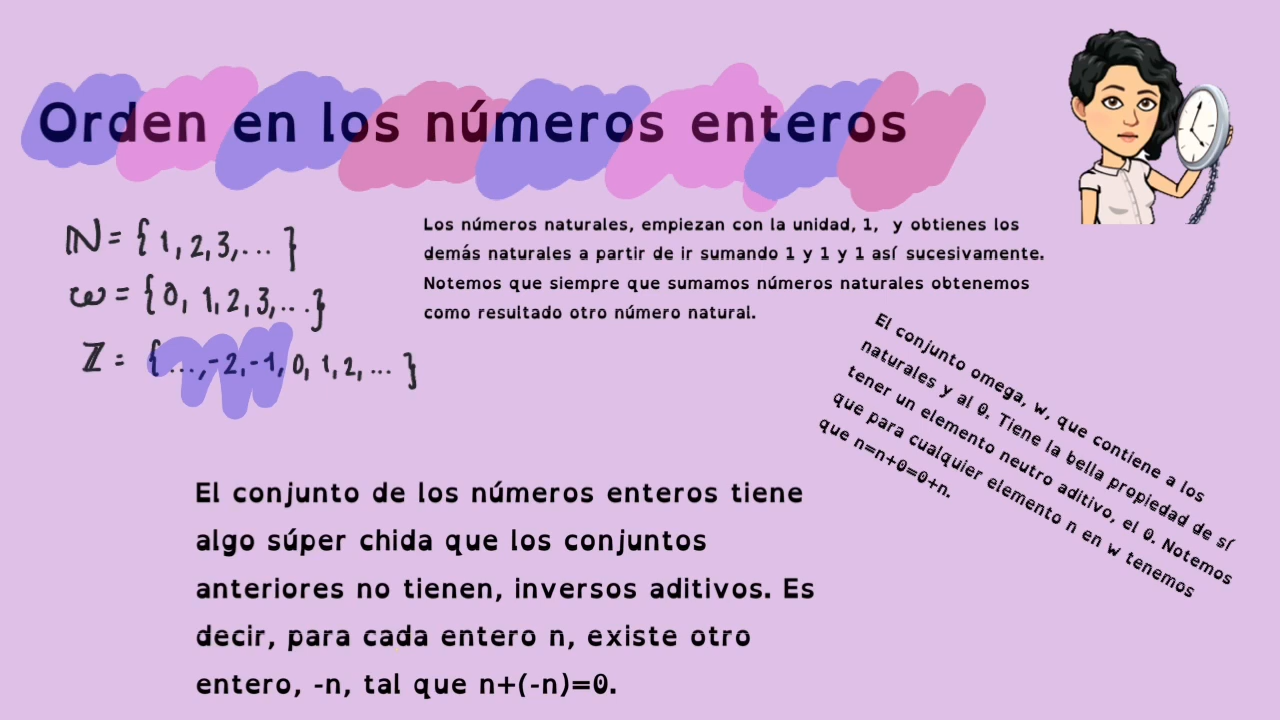 Orden en los números enteros
ℕ = { 1, 2, 3, ... }
ω = { 0, 1, 2, 3, ... }
ℤ = { ..., -2, -1, 0, 1, 2, ... }
Los números naturales, empiezan con la unidad, 1, y obtienes los
demás naturales a partir de ir sumando 1 y 1 y 1 así sucesivamente.
Notemos que siempre que sumamos números naturales obtenemos
como resultado otro número natural.
El conjunto omega, w, que contiene a los
naturales y al 0. Tiene la bella propiedad de sí
tener un elemento neutro aditivo, el 0. Notemos
que para cualquier elemento n en w tenemos
que n=n+0=0+n.
El conjunto de los números enteros tiene
algo súper chida que los conjuntos
anteriores no tienen, inversos aditivos. Es
decir, para cada entero n, existe otro
entero, -n, tal que n+(-n)=0.